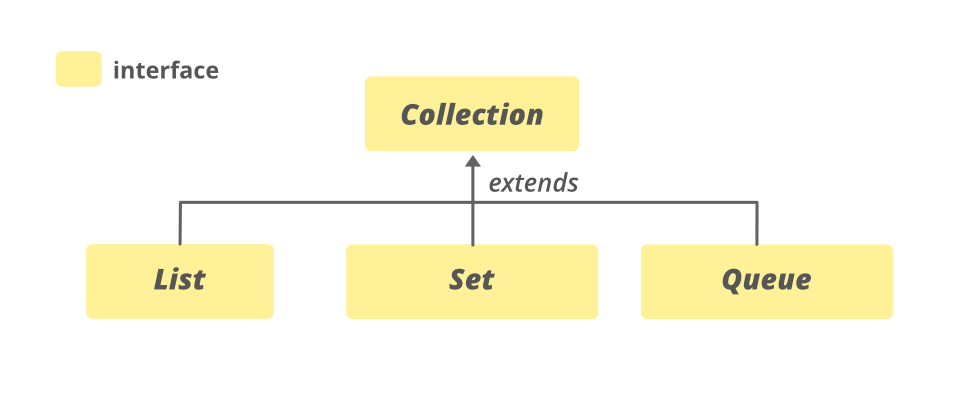 interface
Collection
extends
List
Set
Queue